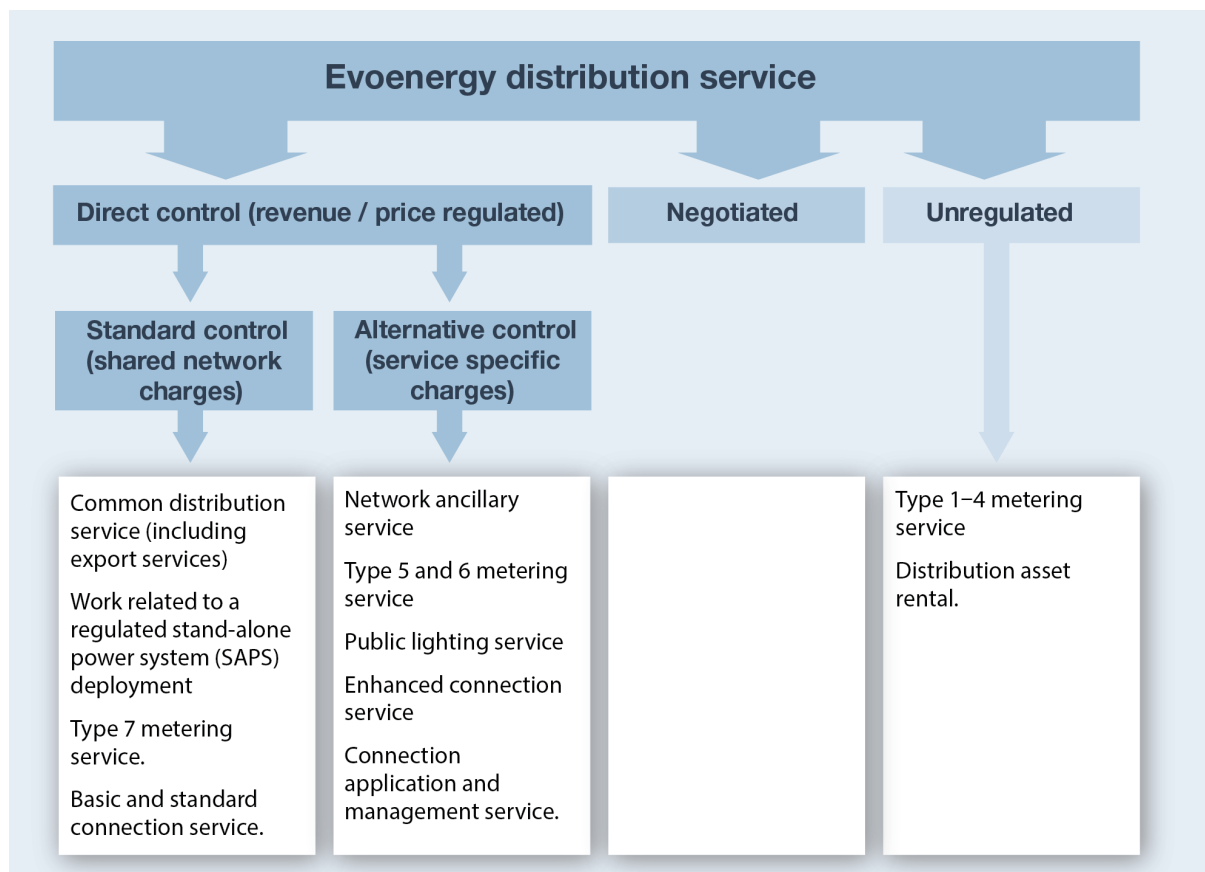 Evoenergy distribution service
Direct control (revenue / price regulated)
Negotiated
Unregulated
Standard control
(shared network
charges)
Alternative control
(service specific
charges)
Common distribution
service (including
export services)
Work related to a
regulated stand-alone
power system (SAPS)
deployment
Type 7 metering
service.
Basic and standard
connection service.
Network ancillary
service
Type 5 and 6 metering
service
Public lighting service
Enhanced connection
service
Connection
application and
management service.
Type 1–4 metering
service
Distribution asset
rental.